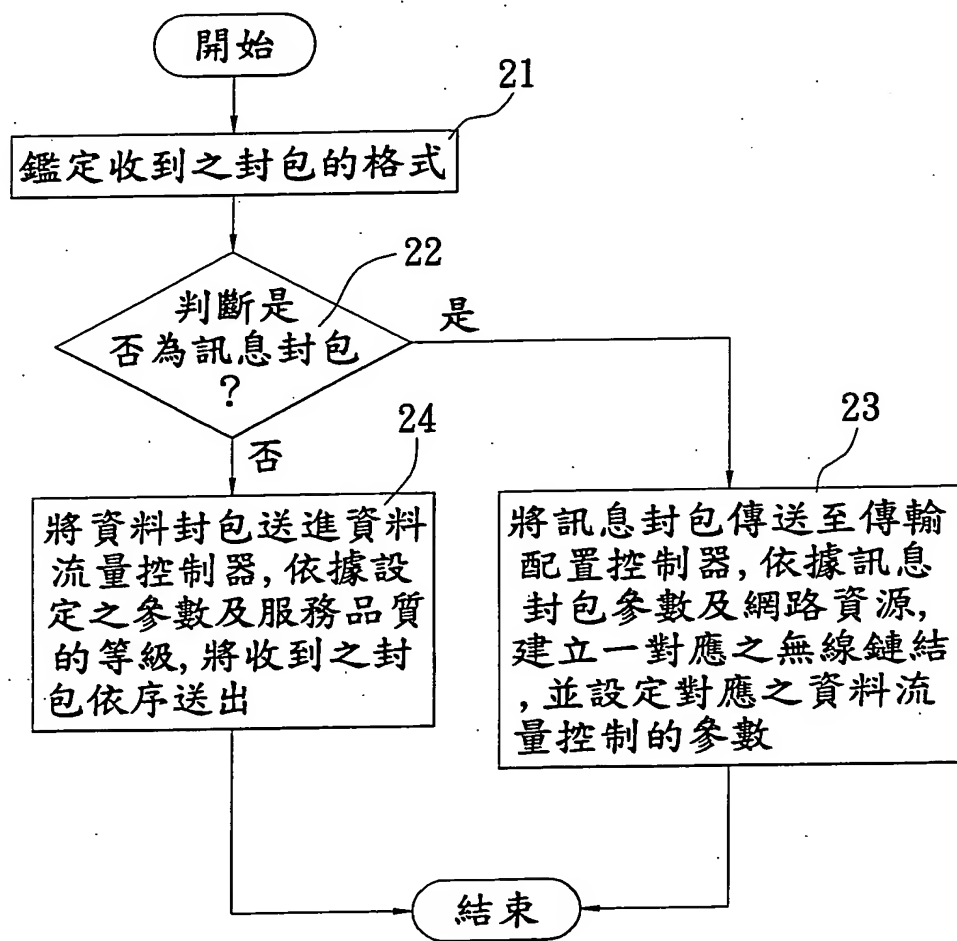 開始
21
鑑定收到之封包的格式
22
判斷是
否為訊息封包
?
是
否
24
將資料封包送進資料
流量控制器,依據設
定之參數及服務品質
的等級,將收到之封
包依序送出
23
將訊息封包傳送至傳輸
配置控制器,依據訊息
封包參數及網路資源,
建立一對應之無線鏈結
,並設定對應之資料流
量控制的參數
結束